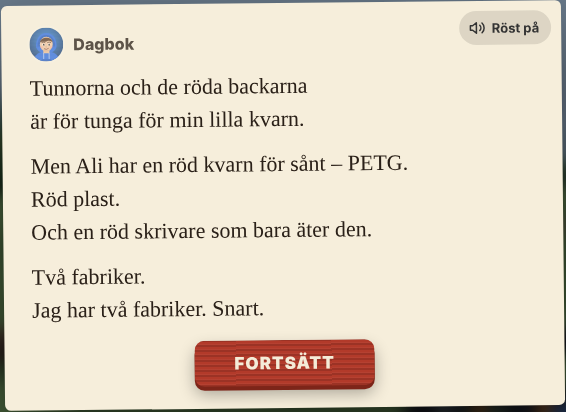 Dagbok
Röst på
Tunnorna och de röda backarna
är för tunga för min lilla kvarn.
Men Ali har en röd kvarn för sånt – PETG.
Röd plast.
Och en röd skrivare som bara äter den.
Två fabriker.
Jag har två fabriker. Snart.
FORTSÄTT